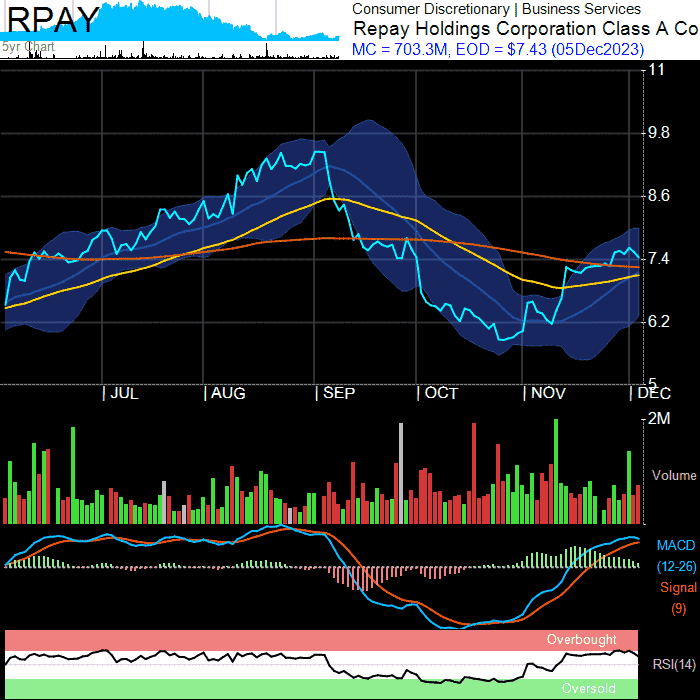 RPAY
5yr Chart
Consumer Discretionary | Business Services
Repay Holdings Corporation Class A Co
MC = 703.3M, EOD = $7.43 (05Dec2023)
11
9.8
8.6
7.4
6.2
5
| JUL | AUG | SEP | OCT | NOV | DEC
2M
Volume
MACD
(12-26)
Signal
(9)
Overbought
RSI(14)
Oversold